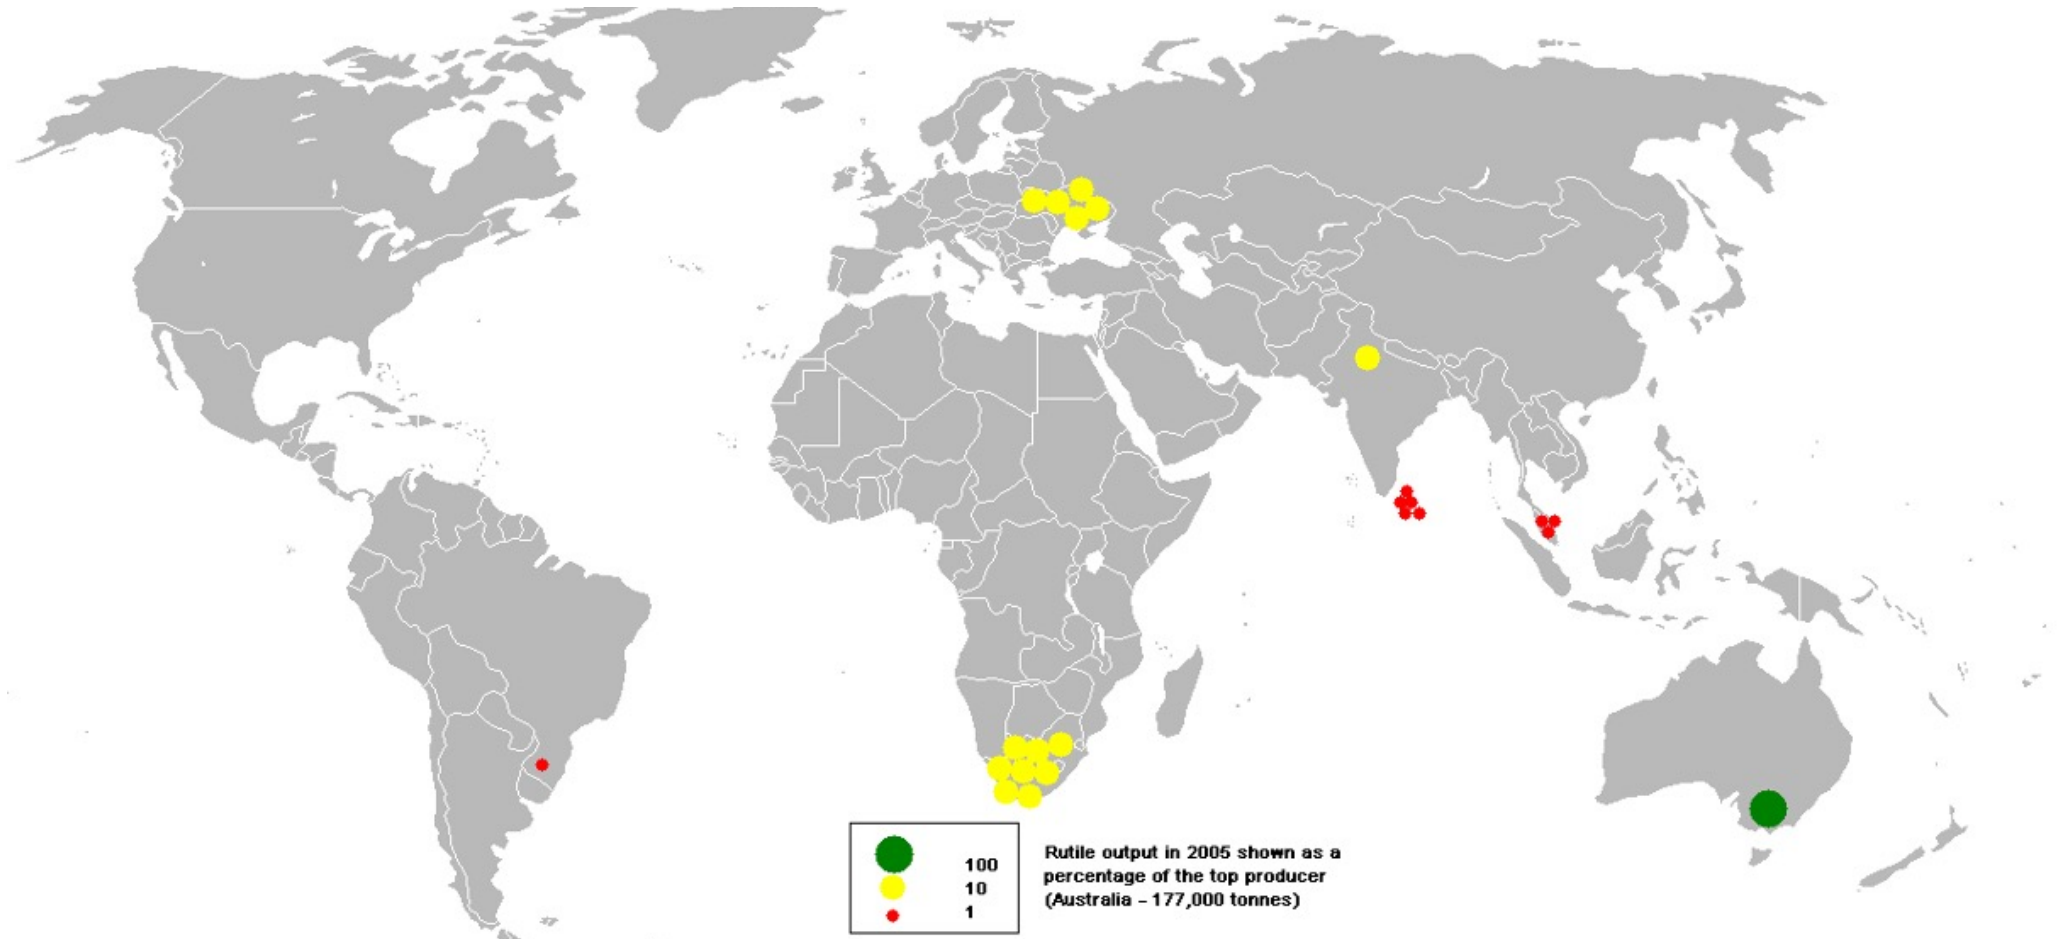 100
10
1
Rutile output in 2005 shown as a
percentage of the top producer
(Australia - 177,000 tonnes)